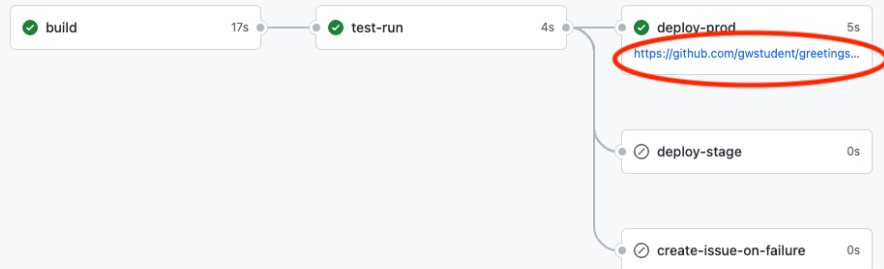 build 17s
test-run 4s
deploy-prod 5s
https://github.com/gwstudent/greetings...
deploy-stage 0s
create-issue-on-failure 0s